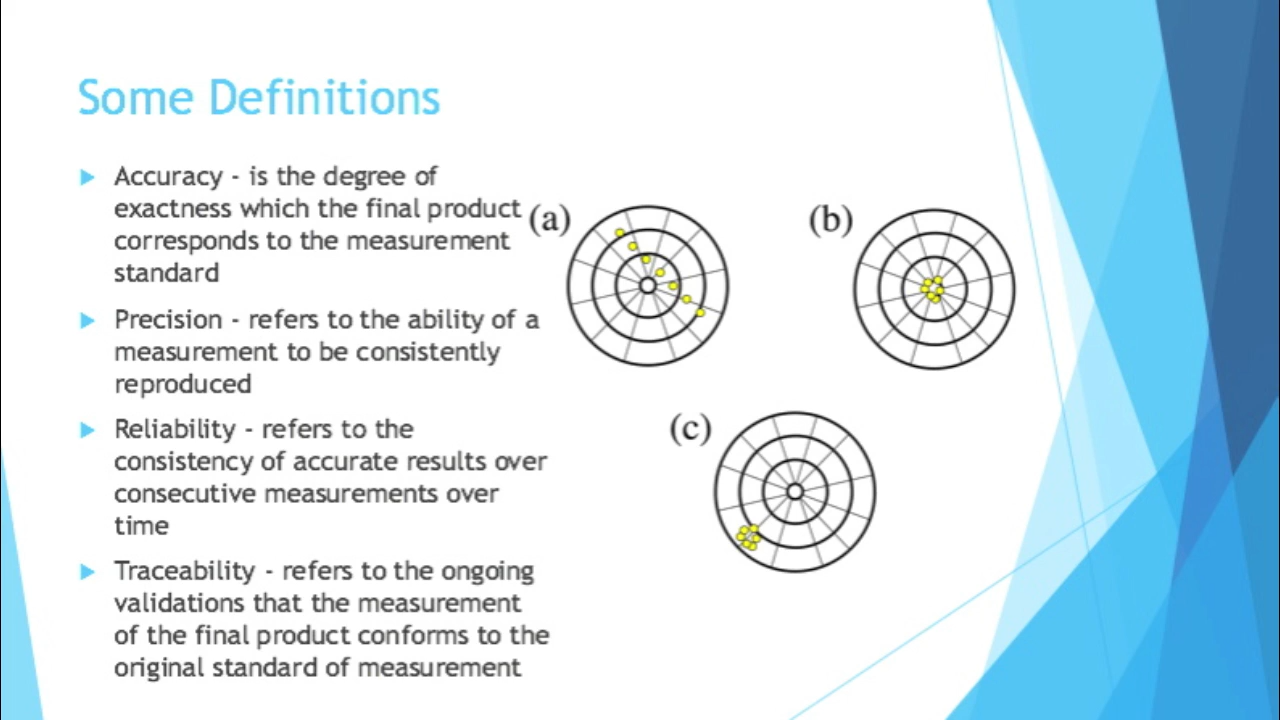 Some Definitions
Accuracy - is the degree of
exactness which the final product
corresponds to the measurement
standard
Precision - refers to the ability of a
measurement to be consistently
reproduced
Reliability - refers to the
consistency of accurate results over
consecutive measurements over
time
Traceability - refers to the ongoing
validations that the measurement
of the final product conforms to the
original standard of measurement
(a)
(b)
(c)